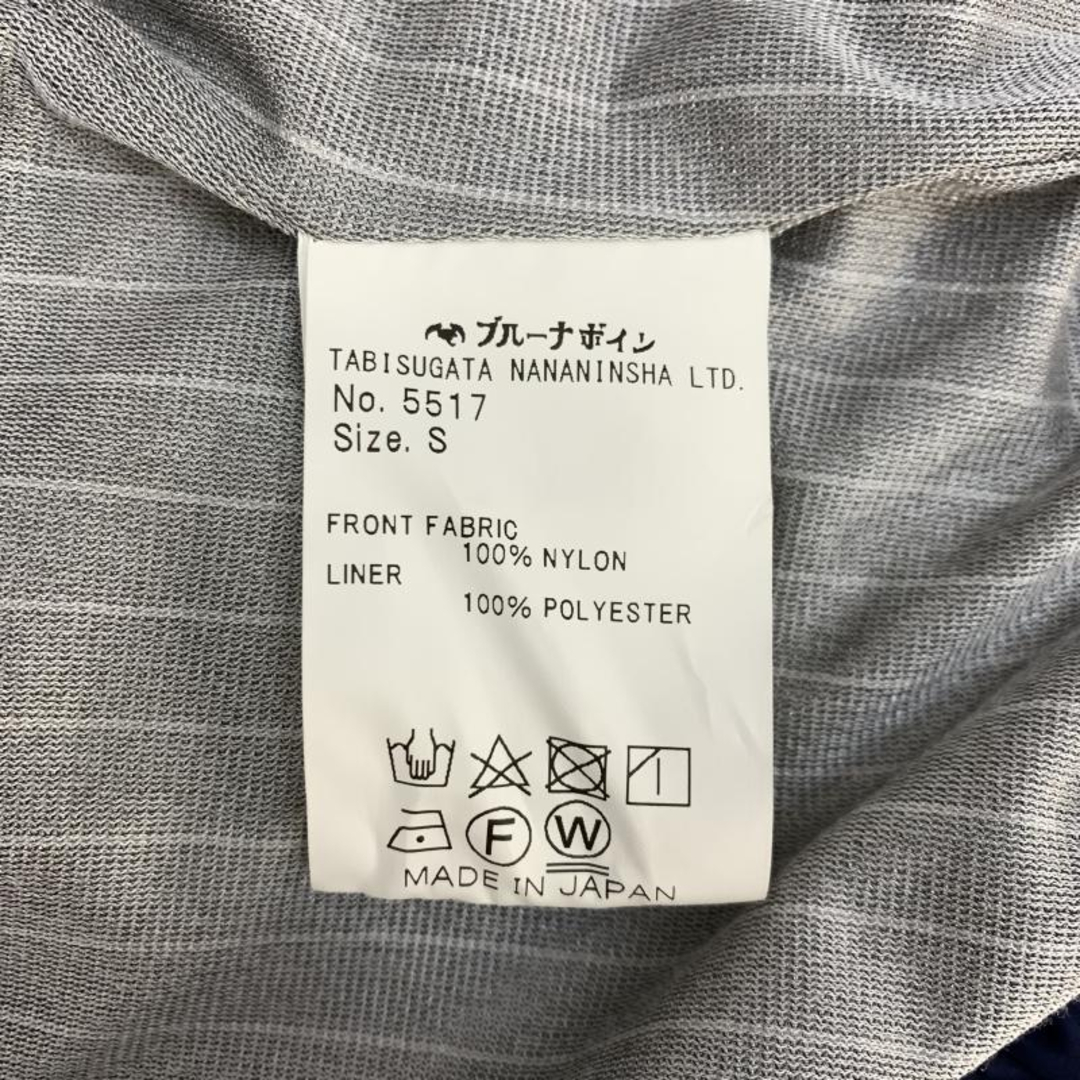 ブルーナボイン
TABISUGATA NANANINSHA LTD.
No. 5517
Size. S
FRONT FABRIC
100% NYLON
LINER
100% POLYESTER
F W
MADE IN JAPAN